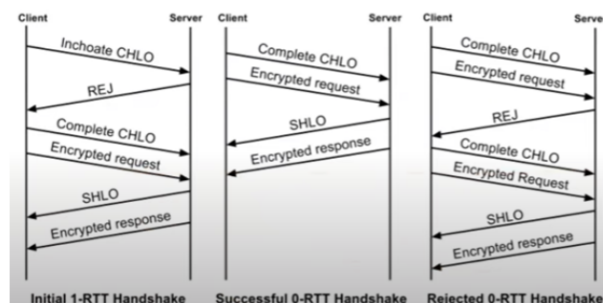 Client
Server
Inchoate CHLO
REJ
Complete CHLO
Encrypted request
SHLO
Encrypted response
Initial 1-RTT Handshake
Client
Server
Complete CHLO
Encrypted request
SHLO
Encrypted response
Successful 0-RTT Handshake
Client
Serve
Complete CHLO
Encrypted request
REJ
Complete CHLO
Encrypted Request
SHLO
Encrypted response
Rejected 0-RTT Handshake